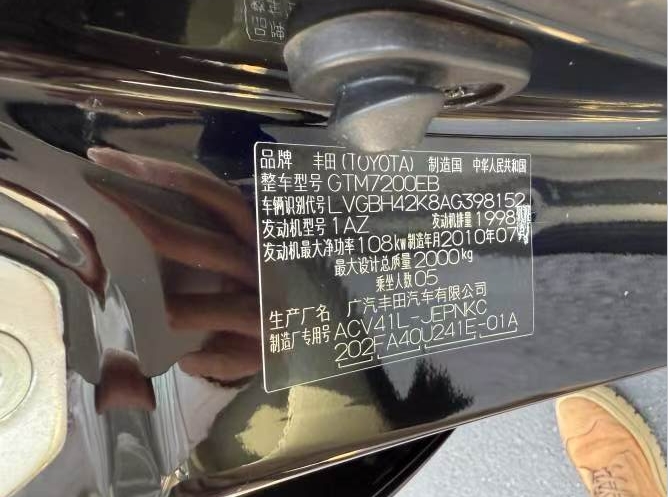 品牌 丰田(TOYOTA) 制造国 中华人民共和国
整车型号 GTM7200EB
车辆识别代号 LVGBH42K8AG398152
发动机型号 1AZ 发动机排量 1998
发动机最大净功率 108kw 制造年月 2010年07月
最大设计总质量 2000kg
乘坐人数 05
生产厂名 广汽丰田汽车有限公司
制造厂专用号 ACV41L-JEPNKC
202FA40U241E-01A